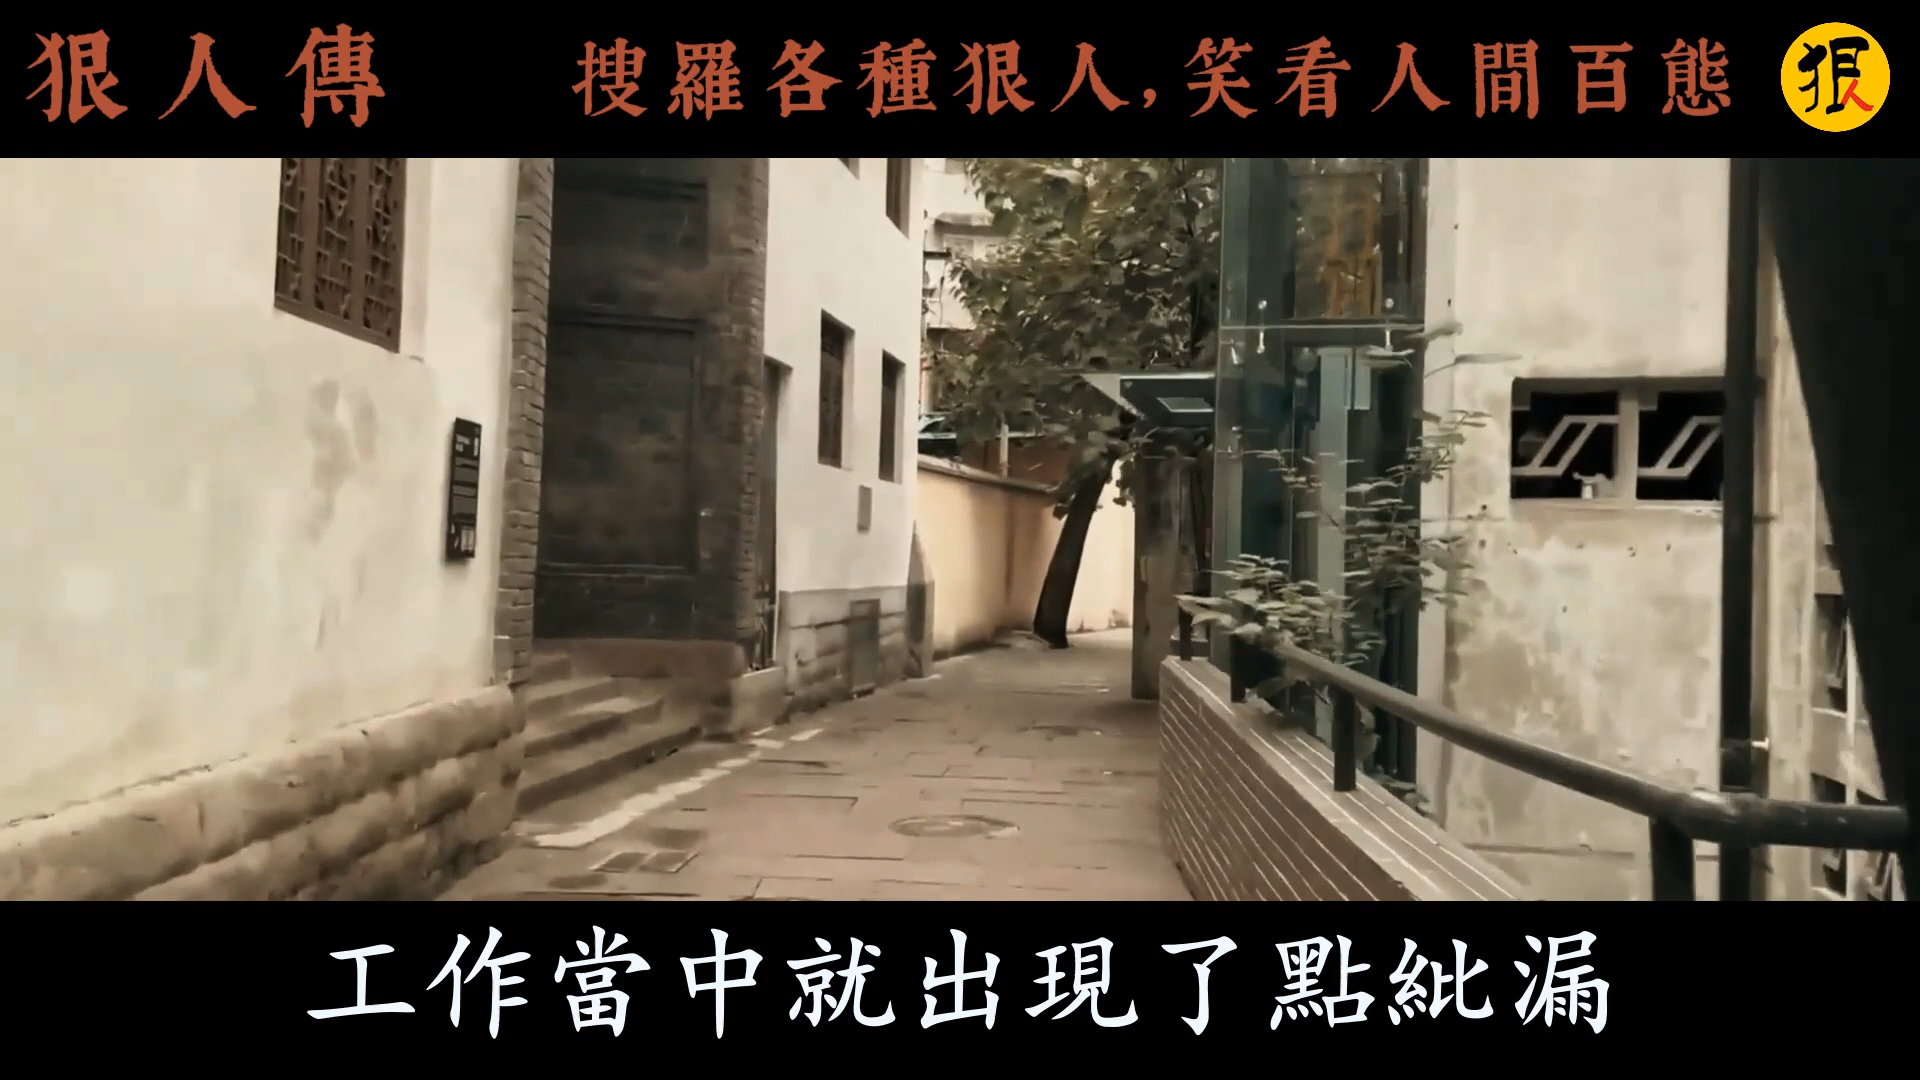 狠人傳
搜羅各種狠人,笑看人間百態
狠人
工作當中就出現了點紕漏